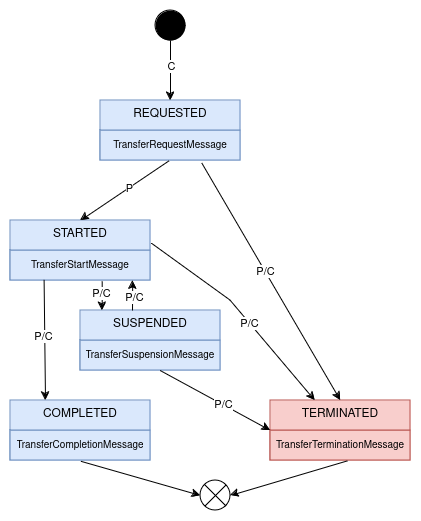 C
REQUESTED
TransferRequestMessage
P
P/C
STARTED
TransferStartMessage
P/C
P/C
P/C
P/C
SUSPENDED
TransferSuspensionMessage
P/C
COMPLETED
TransferCompletionMessage
TERMINATED
TransferTerminationMessage